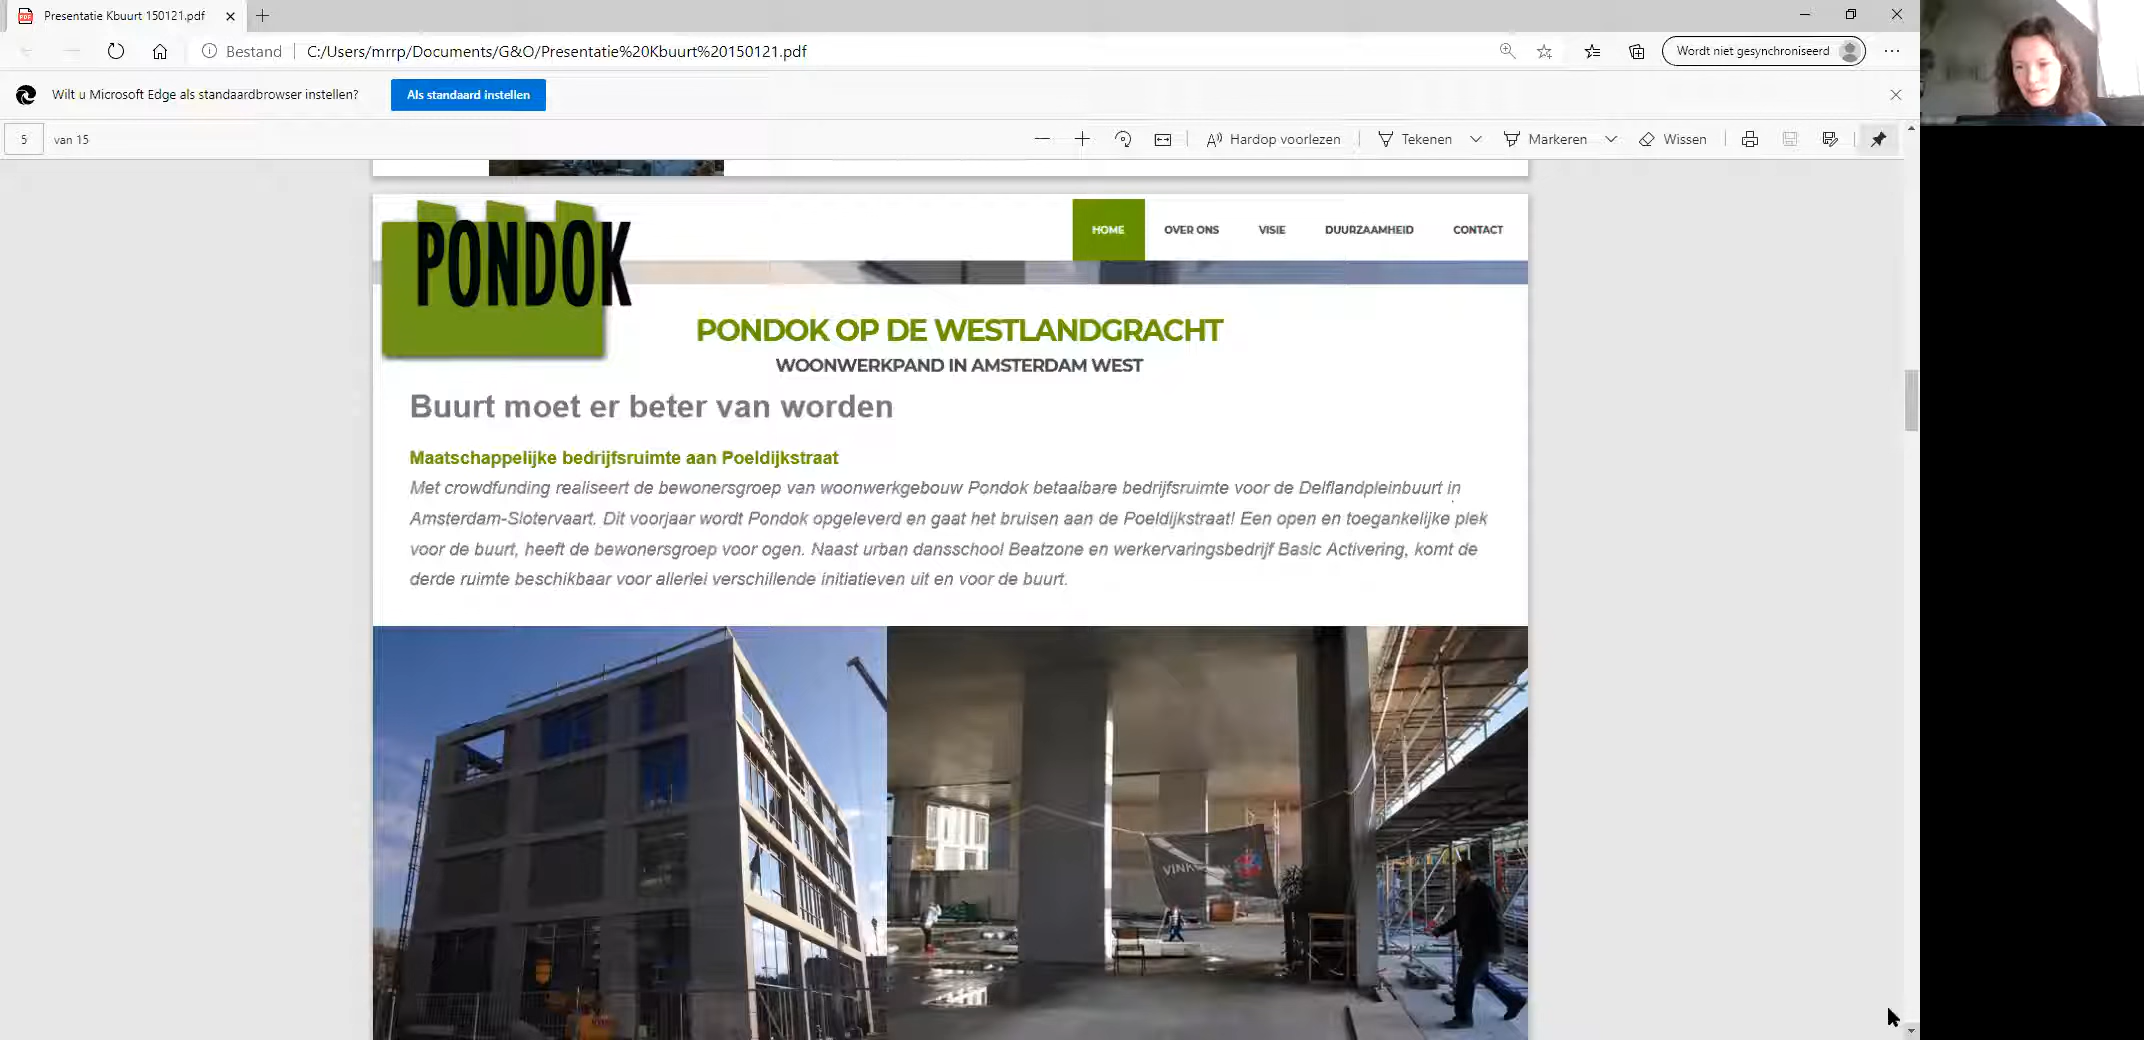 Presentatie Kbuurt 150121.pdf
Bestand
C:/Users/mrrp/Documents/G&O/Presentatie%20Kbuurt%20150121.pdf
Wordt niet gesynchroniseerd
Wilt u Microsoft Edge als standaardbrowser instellen?
Als standaard instellen
5 van 15
Hardop voorlezen
Tekenen
Markeren
Wissen
PONDOK
HOME
OVER ONS
VISIE
DUURZAAMHEID
CONTACT
PONDOK OP DE WESTLANDGRACHT
WOONWERKPAND IN AMSTERDAM WEST
Buurt moet er beter van worden
Maatschappelijke bedrijfsruimte aan Poeldijkstraat
Met crowdfunding realiseert de bewonersgroep van woonwerkgebouw Pondok betaalbare bedrijfsruimte voor de Delflandpleinbuurt in
Amsterdam-Slotervaart. Dit voorjaar wordt Pondok opgeleverd en gaat het bruisen aan de Poeldijkstraat! Een open en toegankelijke plek
voor de buurt, heeft de bewonersgroep voor ogen. Naast urban dansschool Beatzone en werkervaringsbedrijf Basic Activering, komt de
derde ruimte beschikbaar voor allerlei verschillende initiatieven uit en voor de buurt.